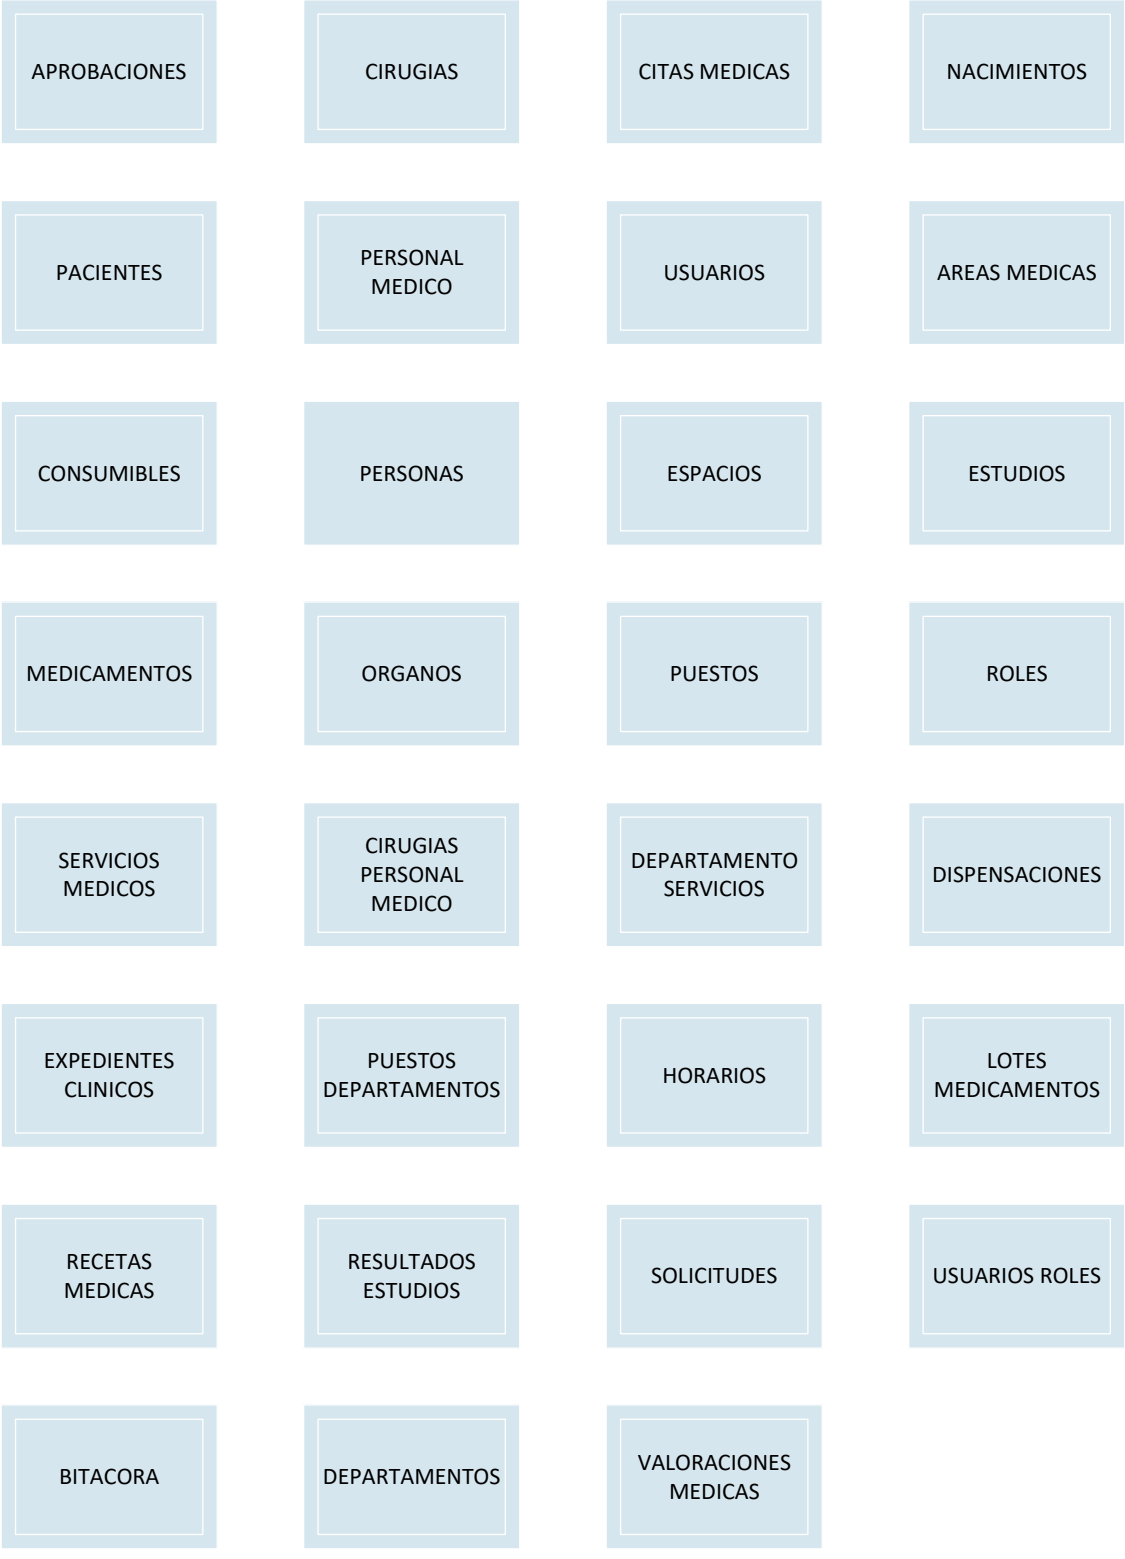 APROBACIONES
CIRUGIAS
CITAS MEDICAS
NACIMIENTOS
PACIENTES
PERSONAL
MEDICO
USUARIOS
AREAS MEDICAS
CONSUMIBLES
PERSONAS
ESPACIOS
ESTUDIOS
MEDICAMENTOS
ORGANOS
PUESTOS
ROLES
SERVICIOS
MEDICOS
CIRUGIAS
PERSONAL
MEDICO
DEPARTAMENTO
SERVICIOS
DISPENSACIONES
EXPEDIENTES
CLINICOS
PUESTOS
DEPARTAMENTOS
HORARIOS
LOTES
MEDICAMENTOS
RECETAS
MEDICAS
RESULTADOS
ESTUDIOS
SOLICITUDES
USUARIOS ROLES
BITACORA
DEPARTAMENTOS
VALORACIONES
MEDICAS